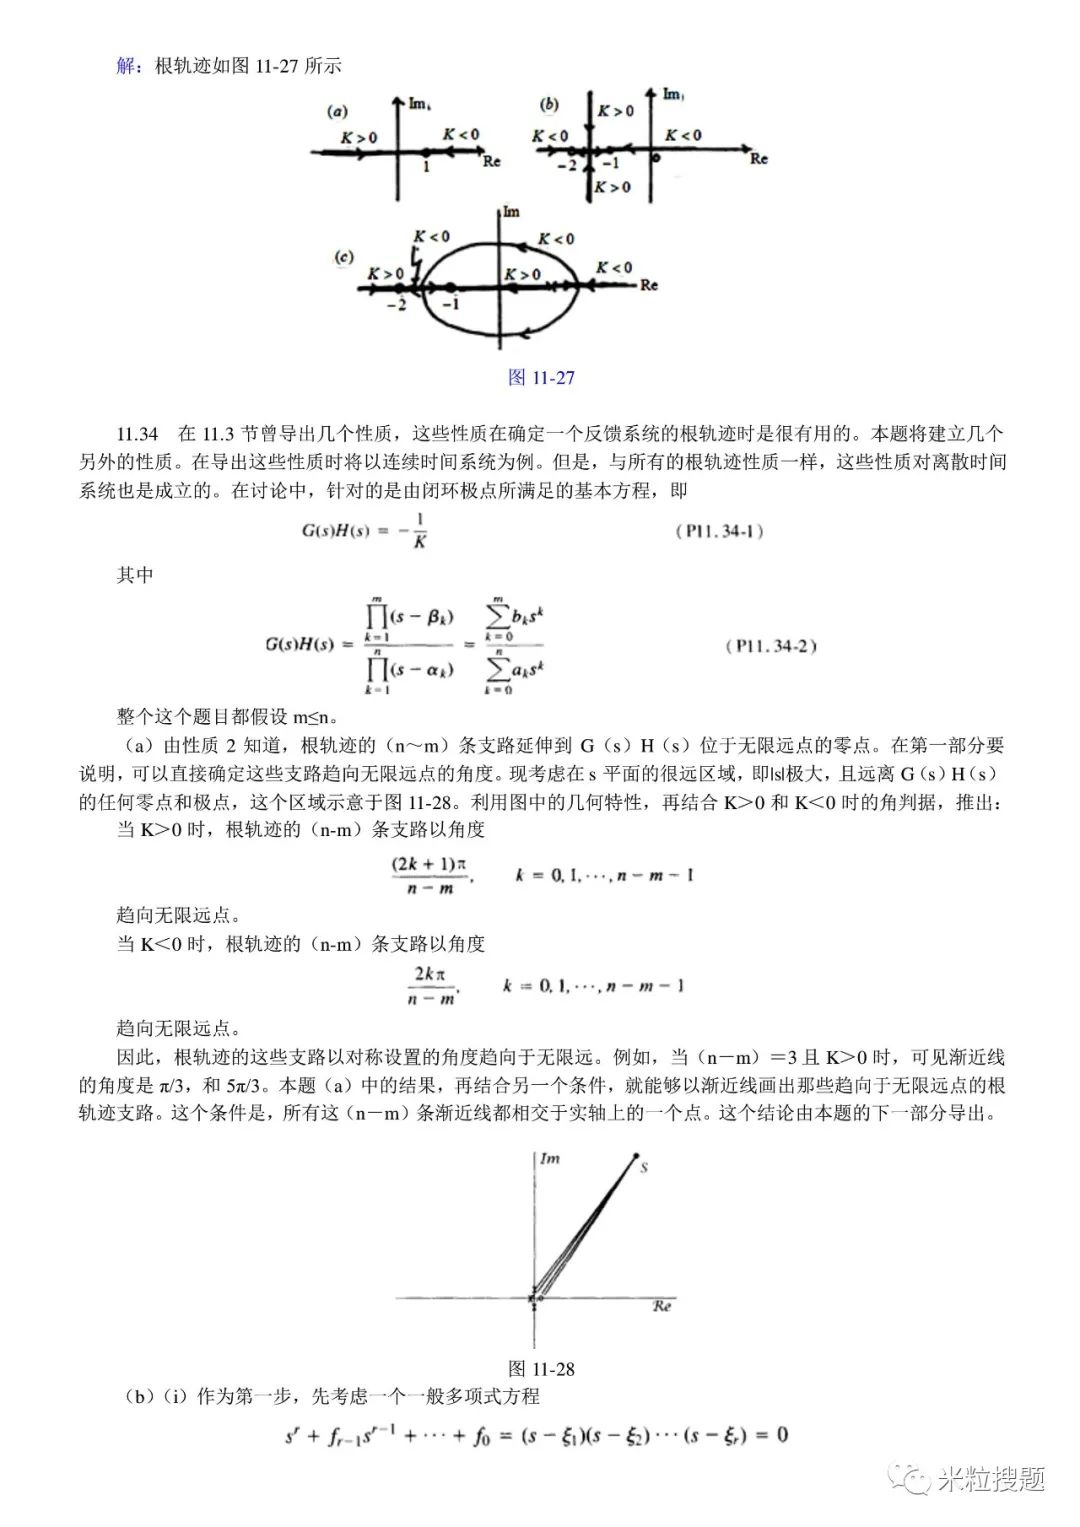 解：根轨迹如图 11-27 所示
(a)
Im
K>0
K<0
1
Re
(b)
Im
K>0
K<0
K<0
-2
-1
o
Re
K>0
(c)
Im
K<0
K<0
K>0
K>0
K<0
Re
-2
-1
图 11-27
11.34 在 11.3 节曾导出几个性质，这些性质在确定一个反馈系统的根轨迹时是很有用的。本题将建立几个
另外的性质。在导出这些性质时将以连续时间系统为例。但是，与所有的根轨迹性质一样，这些性质对离散时间
系统也是成立的。在讨论中，针对的是由闭环极点所满足的基本方程，即
G(s)H(s) = -1/K （P11.34-1）
其中
G(s)H(s) = ∏_{k=1}^{m}(s - β_k) / ∏_{k=1}^{n}(s - α_k) = ∑_{k=0}^{m} b_k s^k / ∑_{k=0}^{n} a_k s^k （P11.34-2）
整个这个题目都假设 m≤n。
（a）由性质 2 知道，根轨迹的（n～m）条支路延伸到 G（s）H（s）位于无限远点的零点。在第一部分要
说明，可以直接确定这些支路趋向无限远点的角度。现考虑在 s 平面的很远区域，即|s|极大，且远离 G（s）H（s）
的任何零点和极点，这个区域示意于图 11-28。利用图中的几何特性，再结合 K＞0 和 K＜0 时的角判据，推出：
当 K＞0 时，根轨迹的（n-m）条支路以角度
(2k + 1)π / (n - m), k = 0, 1, ···, n - m - 1
趋向无限远点。
当 K＜0 时，根轨迹的（n-m）条支路以角度
2kπ / (n - m), k = 0, 1, ···, n - m - 1
趋向无限远点。
因此，根轨迹的这些支路以对称设置的角度趋向于无限远。例如，当（n－m）＝3 且 K＞0 时，可见渐近线
的角度是 π/3，和 5π/3。本题（a）中的结果，再结合另一个条件，就能够以渐近线画出那些趋向于无限远点的根
轨迹支路。这个条件是，所有这（n－m）条渐近线都相交于实轴上的一个点。这个结论由本题的下一部分导出。
Im
S
Re
图 11-28
（b）（i）作为第一步，先考虑一个一般多项式方程
s^r + f_{r-1}s^{r-1} + ··· + f_0 = (s - ξ_1)(s - ξ_2)···(s - ξ_r) = 0
米粒搜题